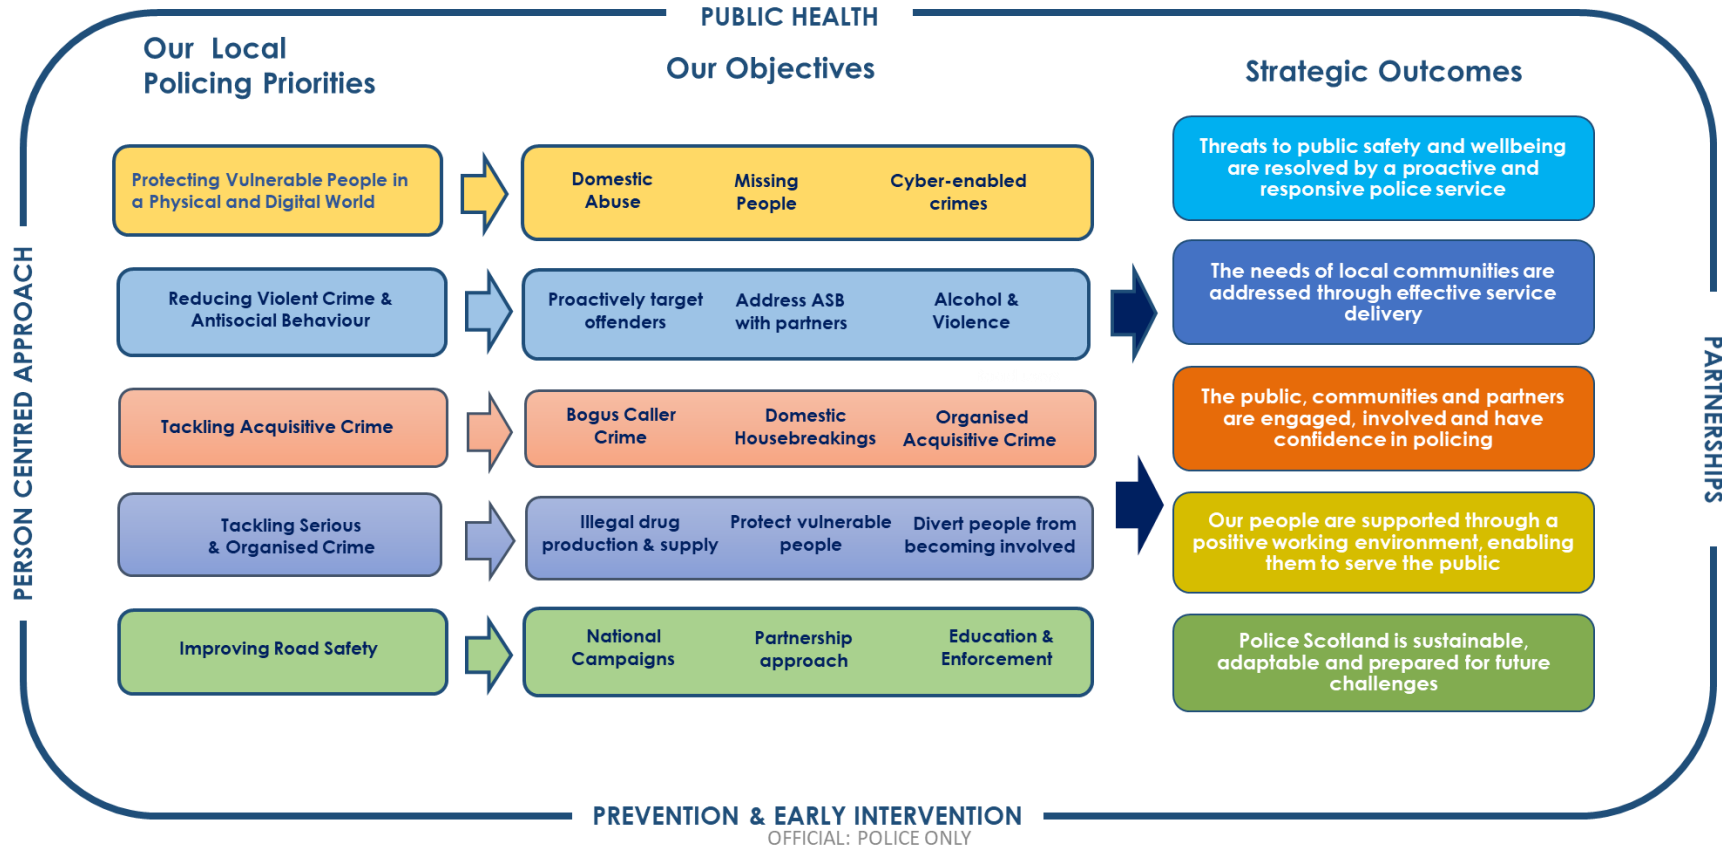 PUBLIC HEALTH
Our Local
Policing Priorities
Our Objectives
Strategic Outcomes
PERSON CENTRED APPROACH
Protecting Vulnerable People in
a Physical and Digital World
Domestic
Abuse
Missing
People
Cyber-enabled
crimes
Reducing Violent Crime &
Antisocial Behaviour
Proactively target
offenders
Address ASB
with partners
Alcohol &
Violence
Tackling Acquisitive Crime
Bogus Caller
Crime
Domestic
Housebreakings
Organised
Acquisitive Crime
Tackling Serious
& Organised Crime
Illegal drug
production & supply
Protect vulnerable
people
Divert people from
becoming involved
Improving Road Safety
National
Campaigns
Partnership
approach
Education &
Enforcement
Threats to public safety and wellbeing
are resolved by a proactive and
responsive police service
The needs of local communities are
addressed through effective service
delivery
The public, communities and partners
are engaged, involved and have
confidence in policing
Our people are supported through a
positive working environment, enabling
them to serve the public
Police Scotland is sustainable,
adaptable and prepared for future
challenges
PARTNERSHIPS
PREVENTION & EARLY INTERVENTION
OFFICIAL: POLICE ONLY